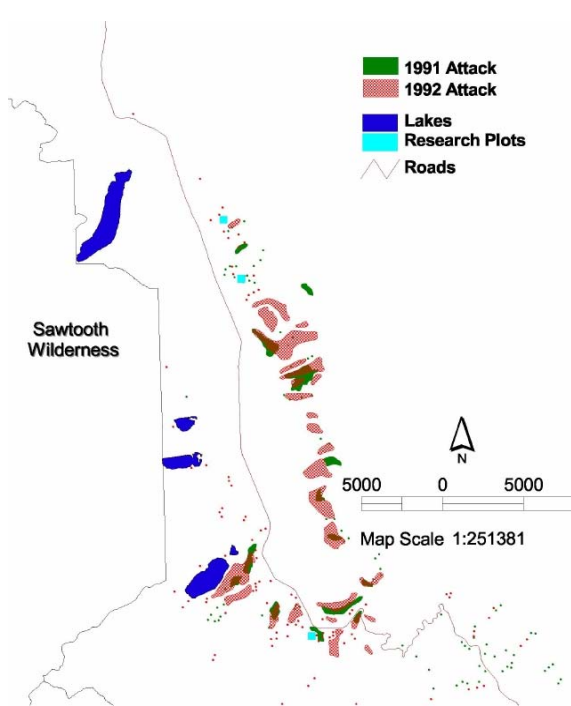 1991 Attack
1992 Attack
Lakes
Research Plots
Roads
Sawtooth
Wilderness
N
5000 0 5000
Map Scale 1:251381